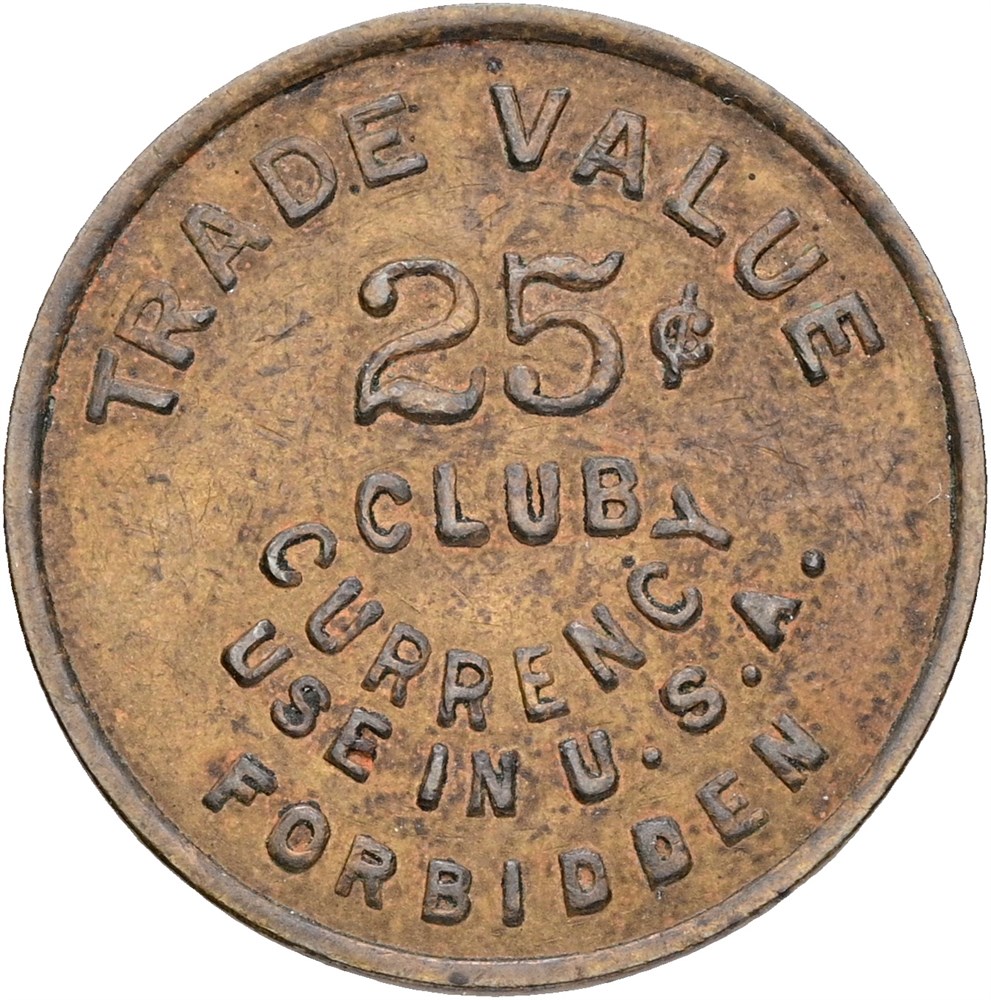 TRADE VALUE
25¢
CLUB
CURRENCY
USE IN U.S.A.
FORBIDDEN